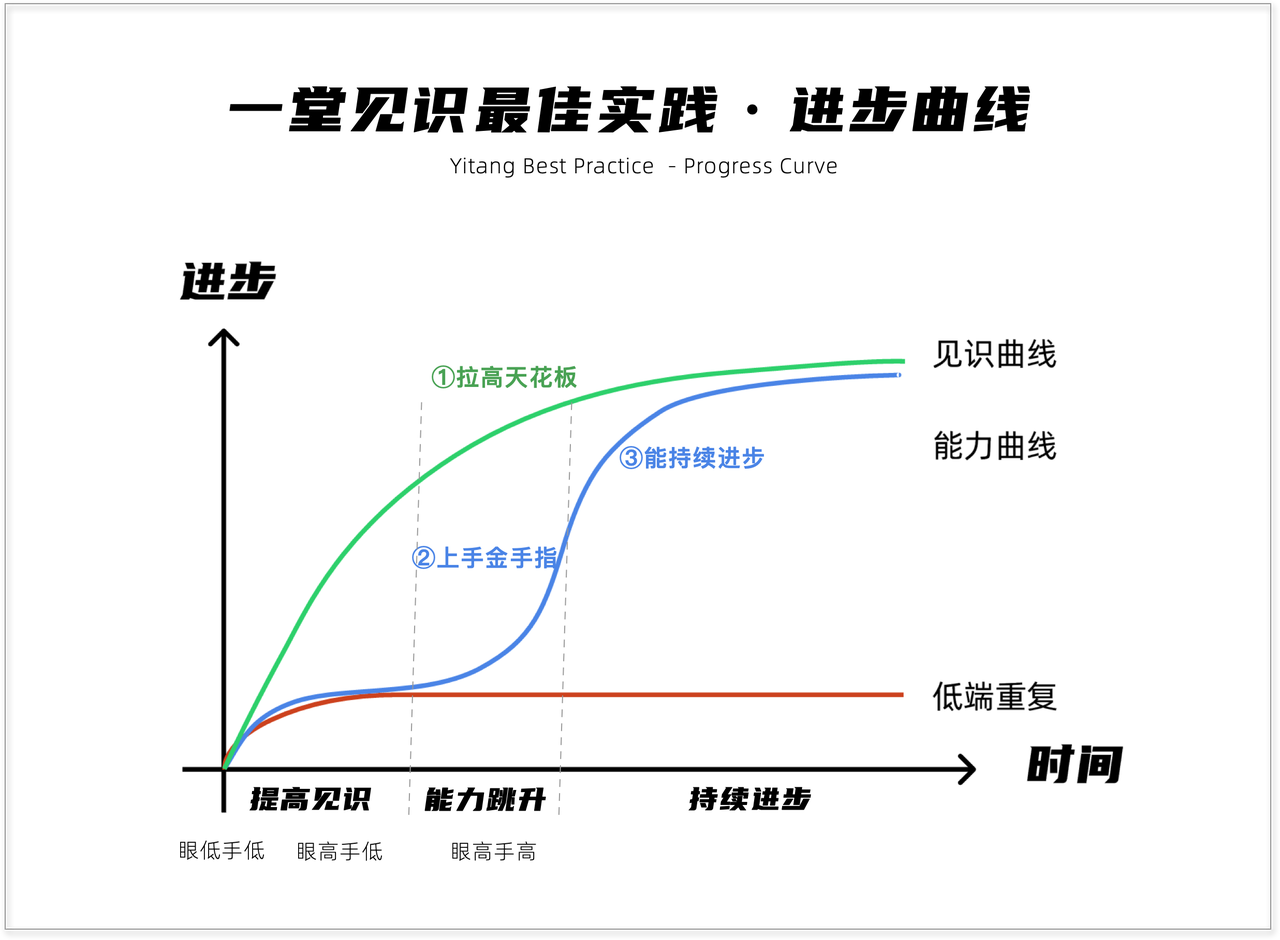 一堂见识最佳实践 · 进步曲线
Yitang Best Practice - Progress Curve
进步
见识曲线
①拉高天花板
能力曲线
③能持续进步
②上手金手指
低端重复
时间
提高见识 能力跳升 持续进步
眼低手低 眼高手低 眼高手高